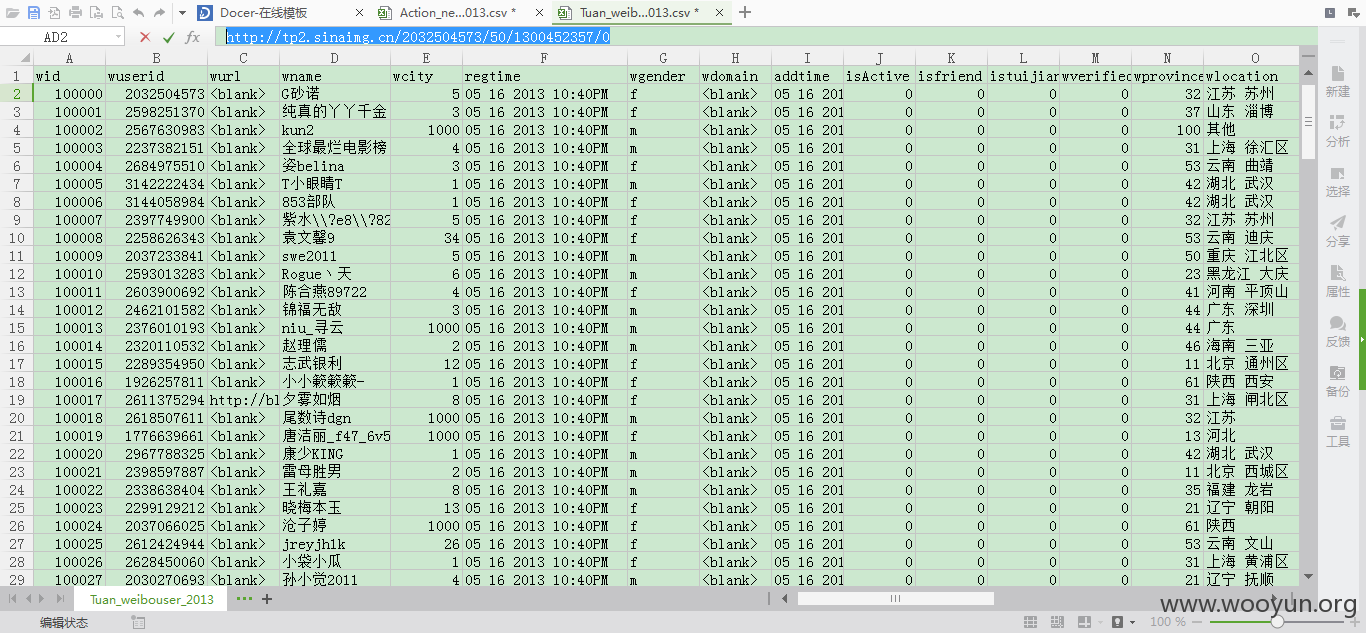 Docer-在线模板
Action_ne...013.csv *
Tuan_weib...013.csv *
AD2
fx
http://tp2.sinaimg.cn/2032504573/50/1300452357/0
A B C D E F G H I J K L M N O
1 wid wuserid wurl wname wcity regtime wgender wdomain addtime isActive isfriend istuijian wverified wprovince wlocation
2 100000 2032504573 <blank> G砂诺 5 05 16 2013 10:40PM f <blank> 05 16 201 0 0 0 0 32 江苏 苏州
3 100001 2598251370 <blank> 纯真的丫丫千金 3 05 16 2013 10:40PM f <blank> 05 16 201 0 0 0 0 37 山东 淄博
4 100002 2567630983 <blank> kun2 1000 05 16 2013 10:40PM m <blank> 05 16 201 0 0 0 0 100 其他
5 100003 2237382151 <blank> 全球最烂电影榜 4 05 16 2013 10:40PM m <blank> 05 16 201 0 0 0 0 31 上海 徐汇区
6 100004 2684975510 <blank> 姿belina 3 05 16 2013 10:40PM f <blank> 05 16 201 0 0 0 0 53 云南 曲靖
7 100005 3142222434 <blank> T小眼睛T 1 05 16 2013 10:40PM m <blank> 05 16 201 0 0 0 0 42 湖北 武汉
8 100006 3144058984 <blank> 853部队 1 05 16 2013 10:40PM m <blank> 05 16 201 0 0 0 0 42 湖北 武汉
9 100007 2397749900 <blank> 紫水\\?e8\\?82 5 05 16 2013 10:40PM f <blank> 05 16 201 0 0 0 0 32 江苏 苏州
10 100008 2258626343 <blank> 袁文馨9 34 05 16 2013 10:40PM f <blank> 05 16 201 0 0 0 0 53 云南 迪庆
11 100009 2037233841 <blank> swe2011 5 05 16 2013 10:40PM m <blank> 05 16 201 0 0 0 0 50 重庆 江北区
12 100010 2593013283 <blank> Rogue丶天 6 05 16 2013 10:40PM m <blank> 05 16 201 0 0 0 0 23 黑龙江 大庆
13 100011 2603900692 <blank> 陈合燕89722 4 05 16 2013 10:40PM f <blank> 05 16 201 0 0 0 0 41 河南 平顶山
14 100012 2462101582 <blank> 锦福无敌 3 05 16 2013 10:40PM m <blank> 05 16 201 0 0 0 0 44 广东 深圳
15 100013 2376010193 <blank> niu_寻云 1000 05 16 2013 10:40PM m <blank> 05 16 201 0 0 0 0 44 广东
16 100014 2320110532 <blank> 赵理儒 2 05 16 2013 10:40PM m <blank> 05 16 201 0 0 0 0 46 海南 三亚
17 100015 2289354950 <blank> 志武银利 12 05 16 2013 10:40PM f <blank> 05 16 201 0 0 0 0 11 北京 通州区
18 100016 1926257811 <blank> 小小簌簌簌- 1 05 16 2013 10:40PM f <blank> 05 16 201 0 0 0 0 61 陕西 西安
19 100017 2611375294 http://bl 夕雾如烟 8 05 16 2013 10:40PM f <blank> 05 16 201 0 0 0 0 31 上海 闸北区
20 100018 2618507611 <blank> 尾数诗dgn 1000 05 16 2013 10:40PM m <blank> 05 16 201 0 0 0 0 32 江苏
21 100019 1776639661 <blank> 唐洁丽_f47_6v5 1000 05 16 2013 10:40PM f <blank> 05 16 201 0 0 0 0 13 河北
22 100020 2967788325 <blank> 康少KING 1 05 16 2013 10:40PM m <blank> 05 16 201 0 0 0 0 42 湖北 武汉
23 100021 2398597887 <blank> 雷母胜男 2 05 16 2013 10:40PM m <blank> 05 16 201 0 0 0 0 11 北京 西城区
24 100022 2338638404 <blank> 王礼嘉 8 05 16 2013 10:40PM m <blank> 05 16 201 0 0 0 0 35 福建 龙岩
25 100023 2299129212 <blank> 晓梅本玉 13 05 16 2013 10:40PM f <blank> 05 16 201 0 0 0 0 21 辽宁 朝阳
26 100024 2037066025 <blank> 沧子婷 1000 05 16 2013 10:40PM f <blank> 05 16 201 0 0 0 0 61 陕西
27 100025 2612424944 <blank> jreyjh1k 26 05 16 2013 10:40PM f <blank> 05 16 201 0 0 0 0 53 云南 文山
28 100026 2628450060 <blank> 小袋小瓜 1 05 16 2013 10:40PM f <blank> 05 16 201 0 0 0 0 31 上海 黄浦区
29 100027 2030270693 <blank> 孙小觉2011 4 05 16 2013 10:40PM m <blank> 05 16 201 0 0 0 0 21 辽宁 抚顺
新建
分析
选择
分享
属性
反馈
备份
工具
Tuan_weibouser_2013
www.wooyun.org
编辑状态
100 %